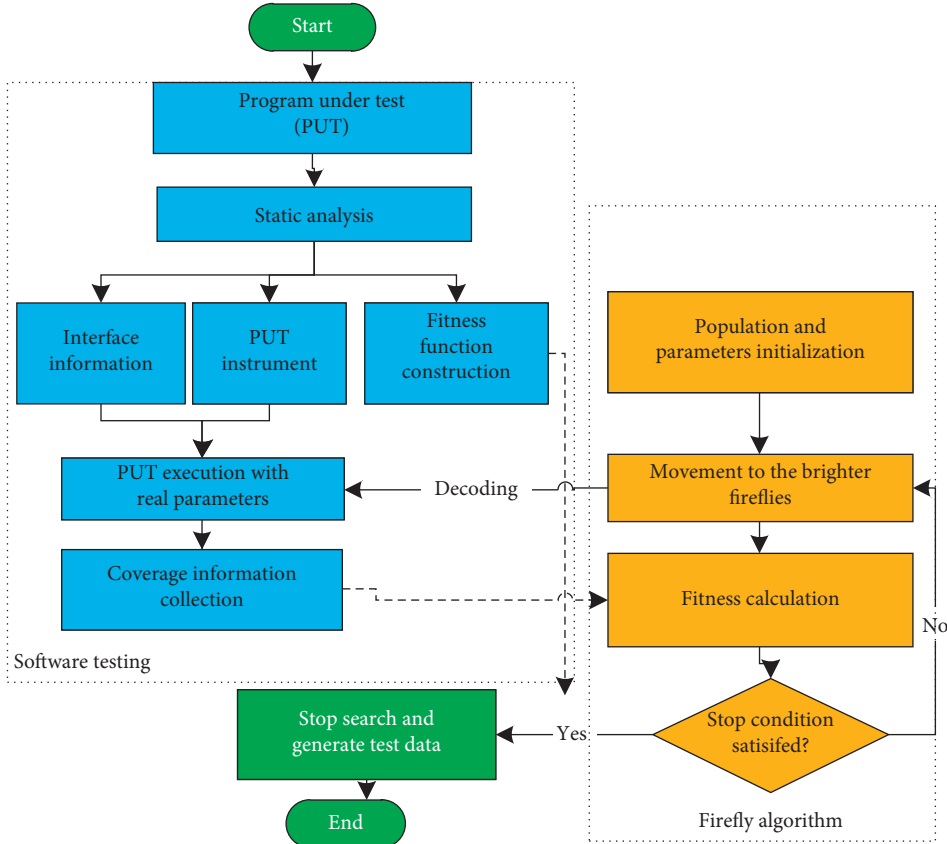 Start
Program under test
(PUT)
Static analysis
Interface
information
PUT
instrument
Fitness
function
construction
Population and
parameters initialization
PUT execution with
real parameters
Decoding
Movement to the brighter
fireflies
Coverage information
collection
Fitness calculation
No
Software testing
Stop search and
generate test data
Yes
Stop condition
satisifed?
End
Firefly algorithm